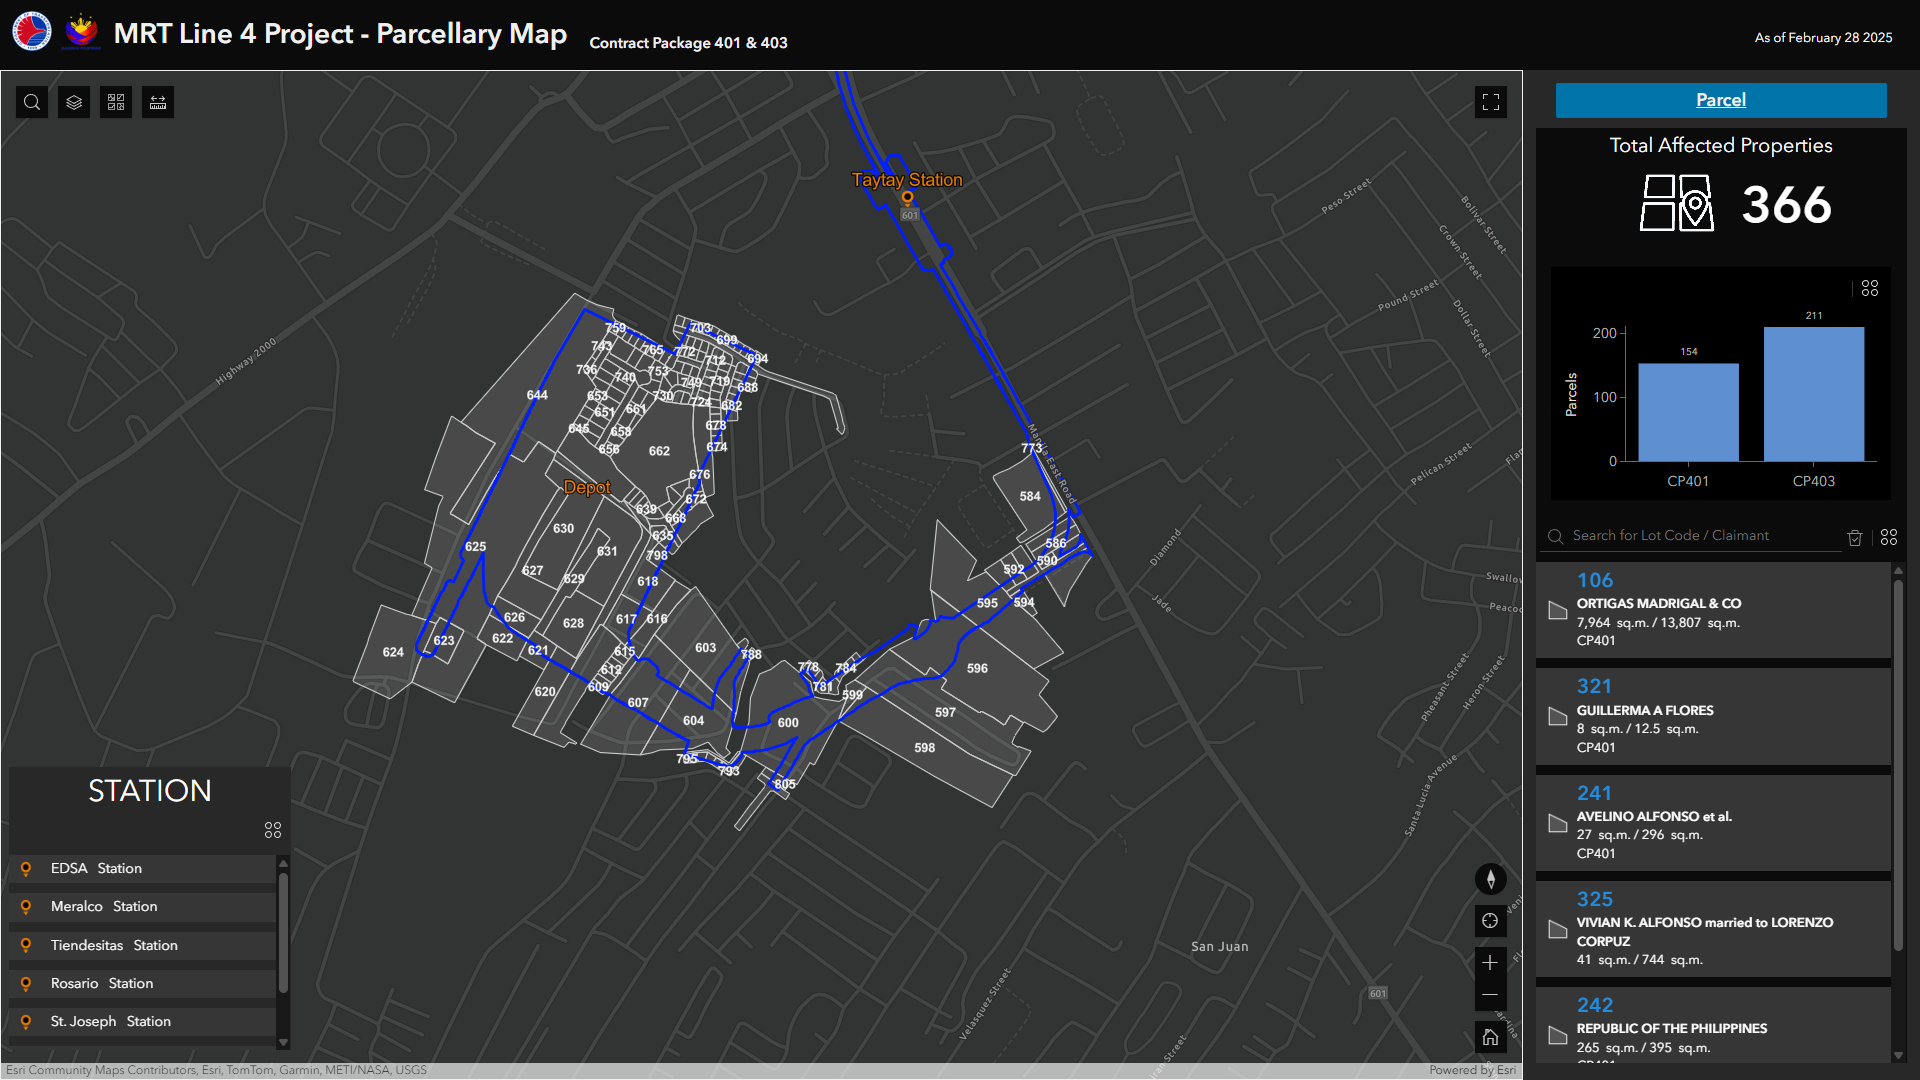 MRT Line 4 Project - Parcellary Map
Contract Package 401 & 403
As of February 28 2025
Taytay Station
601
Peso Street
Bolivar Street
Crown Street
Pound Street
Dollar Street
Highway 2000
Manila East Road
Pelican Street
Diamond
Jade
Swallow
Peacoc
Pheasant Street
Heron Street
Santa Lucia Avenue
Velasquez Street
San Juan
601
Depot
759
703
743
765
772
699
712
694
736
740
753
749
719
688
644
653
730
724
682
651
661
645
658
678
656
662
674
676
672
639
668
635
798
630
631
625
627
629
618
626
628
617
616
622
621
615
623
624
612
603
788
620
609
607
604
600
778
784
781
599
795
793
805
773
584
586
590
592
595
594
596
597
598
STATION
EDSA Station
Meralco Station
Tiendesitas Station
Rosario Station
St. Joseph Station
Esri Community Maps Contributors, Esri, TomTom, Garmin, METI/NASA, USGS
Powered by Esri
Parcel
Total Affected Properties
366
211
200
154
100
0
Parcels
CP401
CP403
Search for Lot Code / Claimant
106
ORTIGAS MADRIGAL & CO
7,964 sq.m. / 13,807 sq.m.
CP401
321
GUILLERMA A FLORES
8 sq.m. / 12.5 sq.m.
CP401
241
AVELINO ALFONSO et al.
27 sq.m. / 296 sq.m.
CP401
325
VIVIAN K. ALFONSO married to LORENZO
CORPUZ
41 sq.m. / 744 sq.m.
242
REPUBLIC OF THE PHILIPPINES
265 sq.m. / 395 sq.m.
CP401